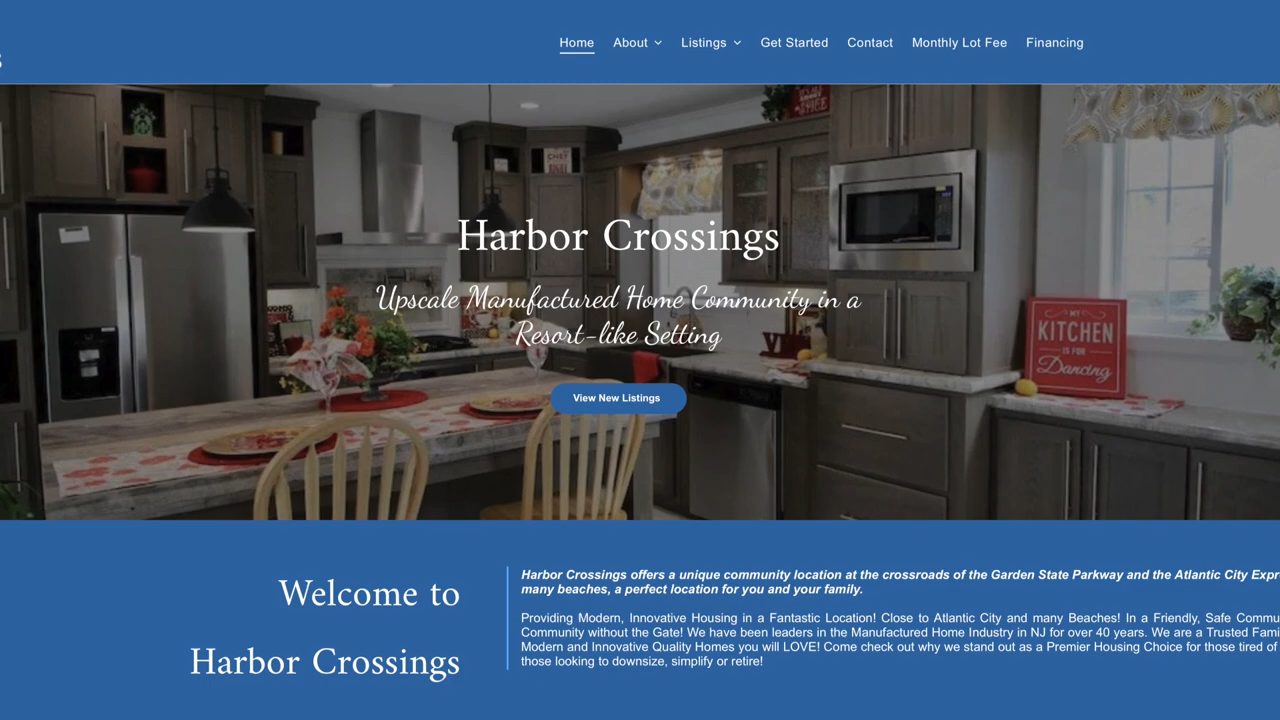 Home About Listings Get Started Contact Monthly Lot Fee Financing
Harbor Crossings
Upscale Manufactured Home Community in a
Resort-like Setting
MY
KITCHEN
IS FOR
Dancing
View New Listings
Welcome to
Harbor Crossings
Harbor Crossings offers a unique community location at the crossroads of the Garden State Parkway and the Atlantic City
many beaches, a perfect location for you and your family.
Providing Modern, Innovative Housing in a Fantastic Location! Close to Atlantic City and many Beaches! In a Friendly, Safe
Community without the Gate! We have been leaders in the Manufactured Home Industry in NJ for over 40 years. We are a Trusted
Modern and Innovative Quality Homes you will LOVE! Come check out why we stand out as a Premier Housing Choice for those tired of
those looking to downsize, simplify or retire!